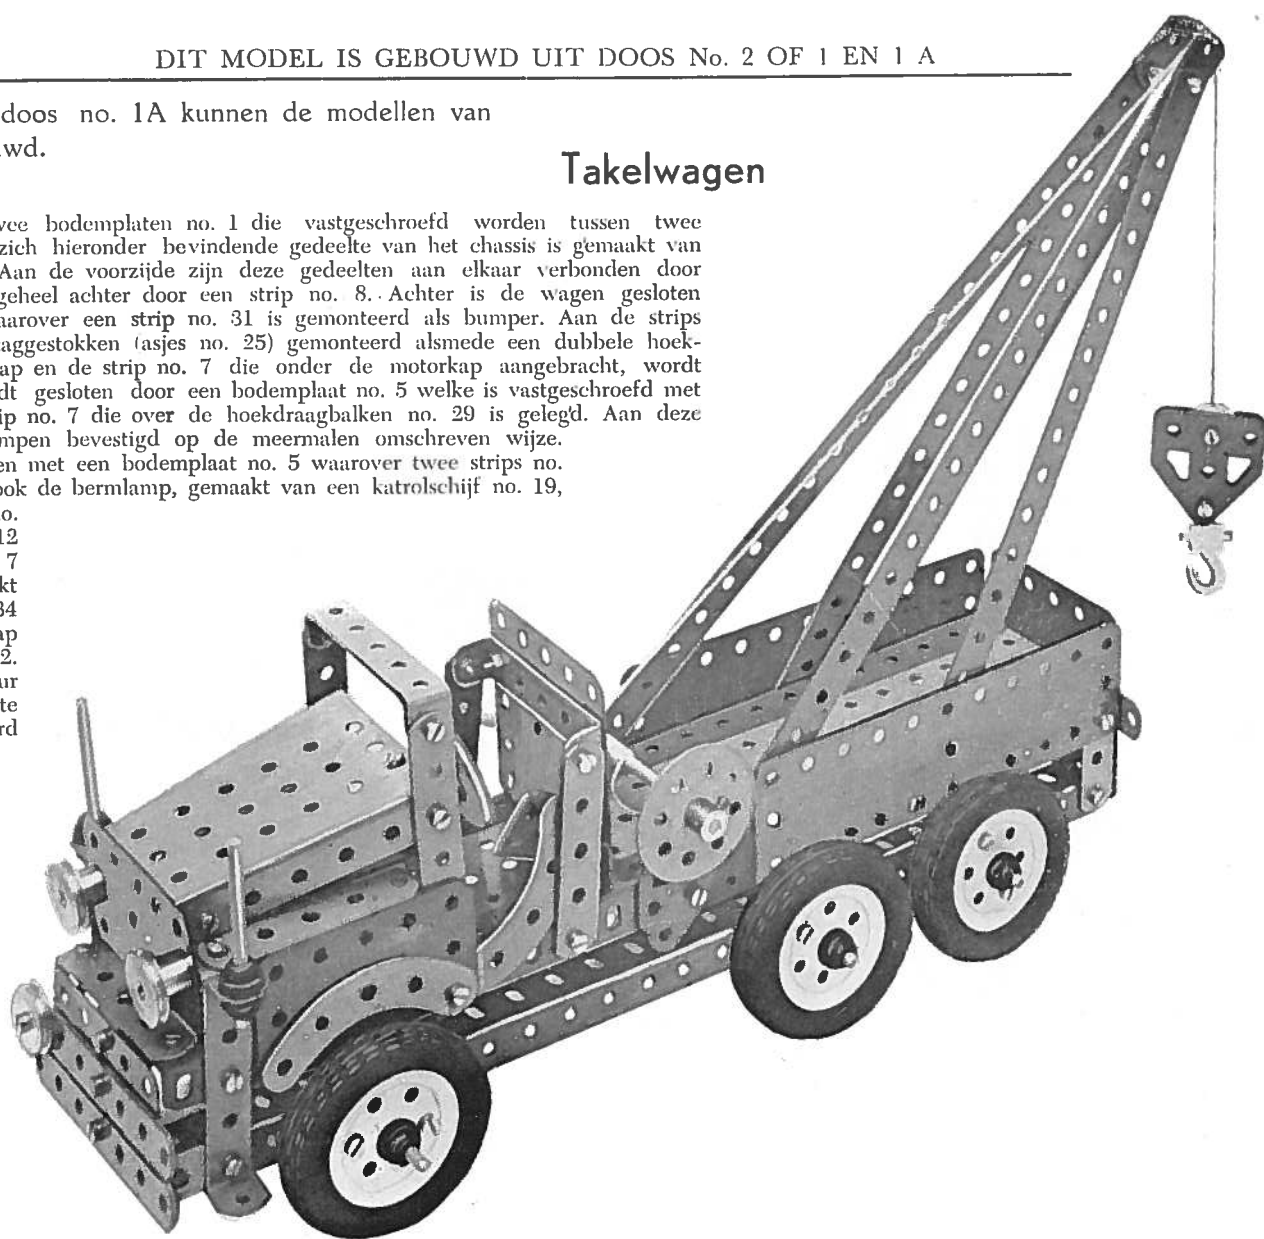 DIT MODEL IS GEBOUWD UIT DOOS No. 2 OF 1 EN 1 A
doos no. 1A kunnen de modellen van
wd.
Takelwagen
vee bodemplaten no. 1 die vastgeschroefd worden tussen twee
zich hieronder bevindende gedeelte van het chassis is gemaakt van
Aan de voorzijde zijn deze gedeelten aan elkaar verbonden door
geheel achter door een strip no. 8. Achter is de wagen gesloten
aarover een strip no. 31 is gemonteerd als bumper. Aan de strips
aggestokken (asjes no. 25) gemonteerd alsmede een dubbele hoek-
ap en de strip no. 7 die onder de motorkap aangebracht, wordt
dt gesloten door een bodemplaat no. 5 welke is vastgeschroefd met
ip no. 7 die over de hoekdraagbalken no. 29 is gelegd. Aan deze
mpen bevestigd op de meermalen omschreven wijze.
en met een bodemplaat no. 5 waarover twee strips no.
ook de bermlamp, gemaakt van een katrolschijf no. 19,
o.
12
7
kt
34
ap
2.
ur
te
rd